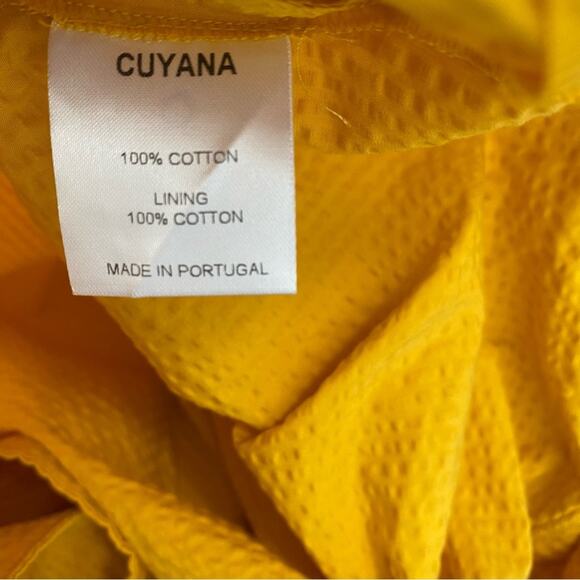 CUYANA
100% COTTON
LINING
100% COTTON
MADE IN PORTUGAL